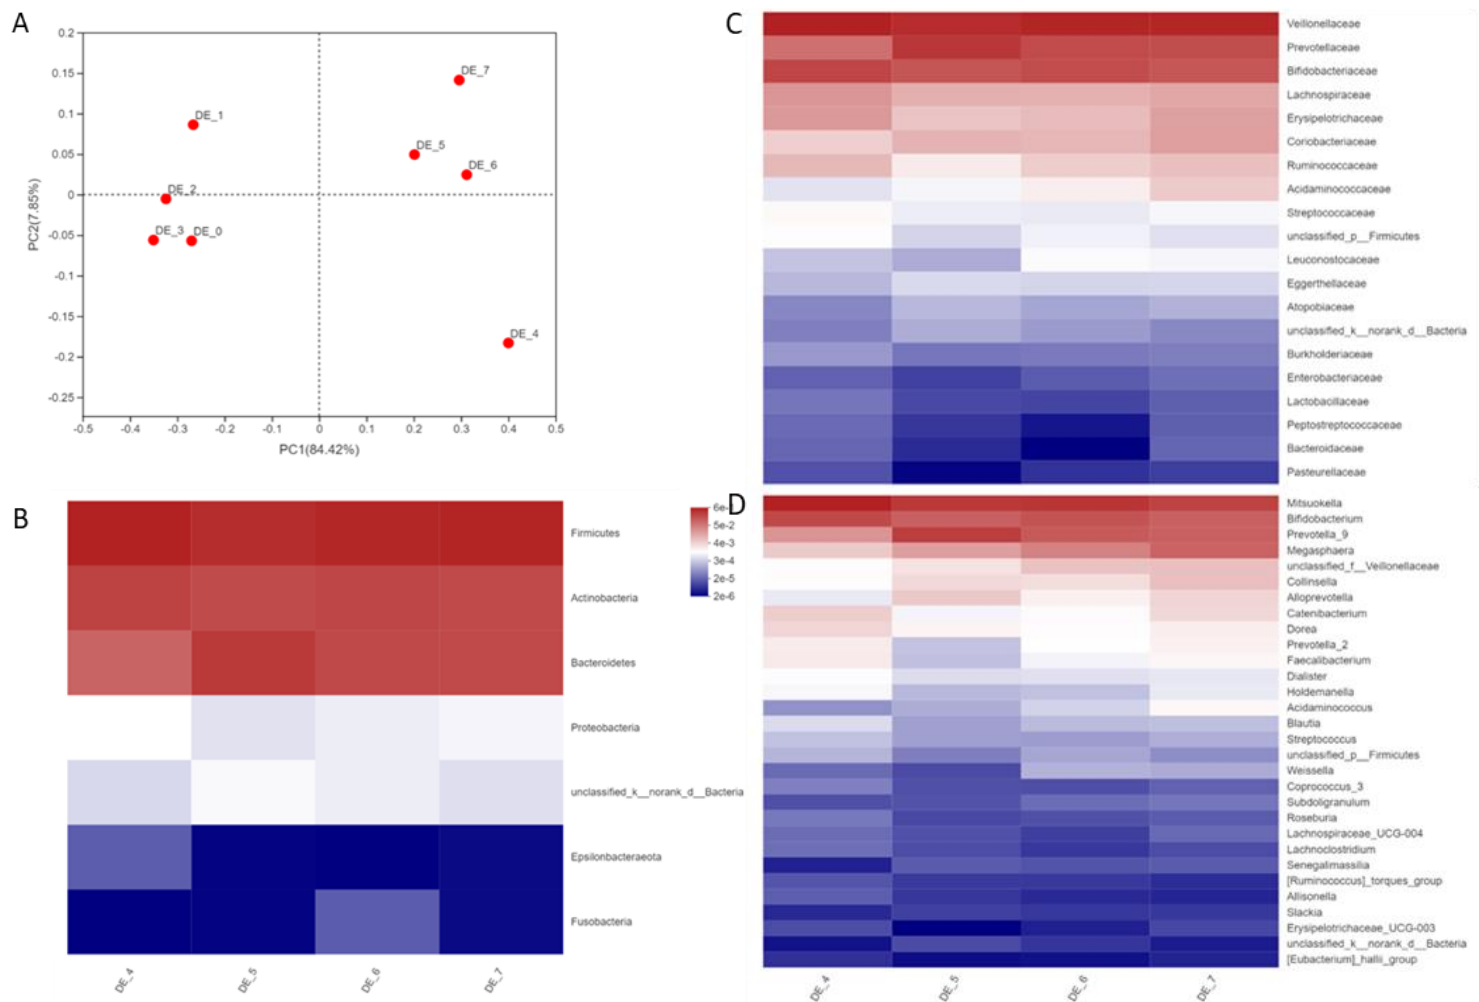 A
0.2
0.15
0.1
0.05
0
-0.05
-0.1
-0.15
-0.2
-0.25
PC2(7.85%)
DE_7
DE_1
DE_5
DE_6
DE_2
DE_3
DE_0
DE_4
-0.5
-0.4
-0.3
-0.2
-0.1
0
0.1
0.2
0.3
0.4
0.5
PC1(84.42%)
B
Firmicutes
Actinobacteria
Bacteroidetes
Proteobacteria
unclassified_k__norank_d__Bacteria
Epsilonbacteraeota
Fusobacteria
DE_4
DE_5
DE_6
DE_7
5e-2
4e-3
3e-4
2e-5
2e-6
C
Veillonellaceae
Prevotellaceae
Bifidobacteriaceae
Lachnospiraceae
Erysipelotrichaceae
Coriobacteriaceae
Ruminococcaceae
Acidaminococcaceae
Streptococcaceae
unclassified_p__Firmicutes
Leuconostocaceae
Eggerthellaceae
Atopobiaceae
unclassified_k__norank_d__Bacteria
Burkholderiaceae
Enterobacteriaceae
Lactobacillaceae
Peptostreptococcaceae
Bacteroidaceae
Pasteurellaceae
D
Mitsuokella
Bifidobacterium
Prevotella_9
Megasphaera
unclassified_f__Veillonellaceae
Collinsella
Alloprevotella
Catenibacterium
Dorea
Prevotella_2
Faecalibacterium
Dialister
Holdemanella
Acidaminococcus
Blautia
Streptococcus
unclassified_p__Firmicutes
Weissella
Coprococcus_3
Subdoligranulum
Roseburia
Lachnospiraceae_UCG-004
Lachnoclostridium
Senegalimassilia
[Ruminococcus]_torques_group
Allisonella
Slackia
Erysipelotrichaceae_UCG-003
unclassified_k__norank_d__Bacteria
[Eubacterium]_hallii_group
DE_4
DE_5
DE_6
DE_7